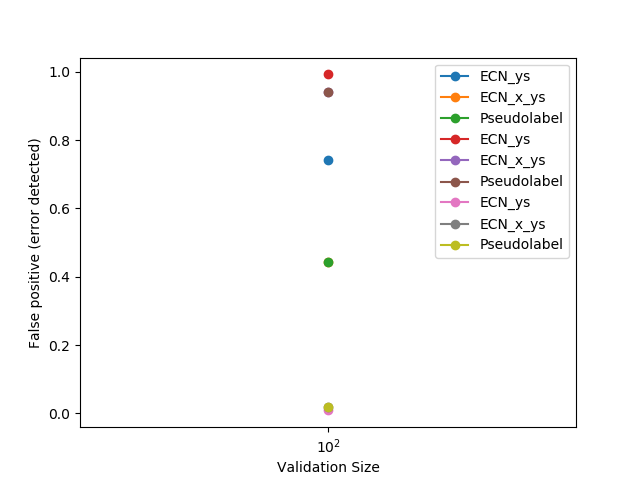 1.0
0.8
0.6
0.4
0.2
0.0
False positive (error detected)
10²
Validation Size
ECN_ys
ECN_x_ys
Pseudolabel
ECN_ys
ECN_x_ys
Pseudolabel
ECN_ys
ECN_x_ys
Pseudolabel